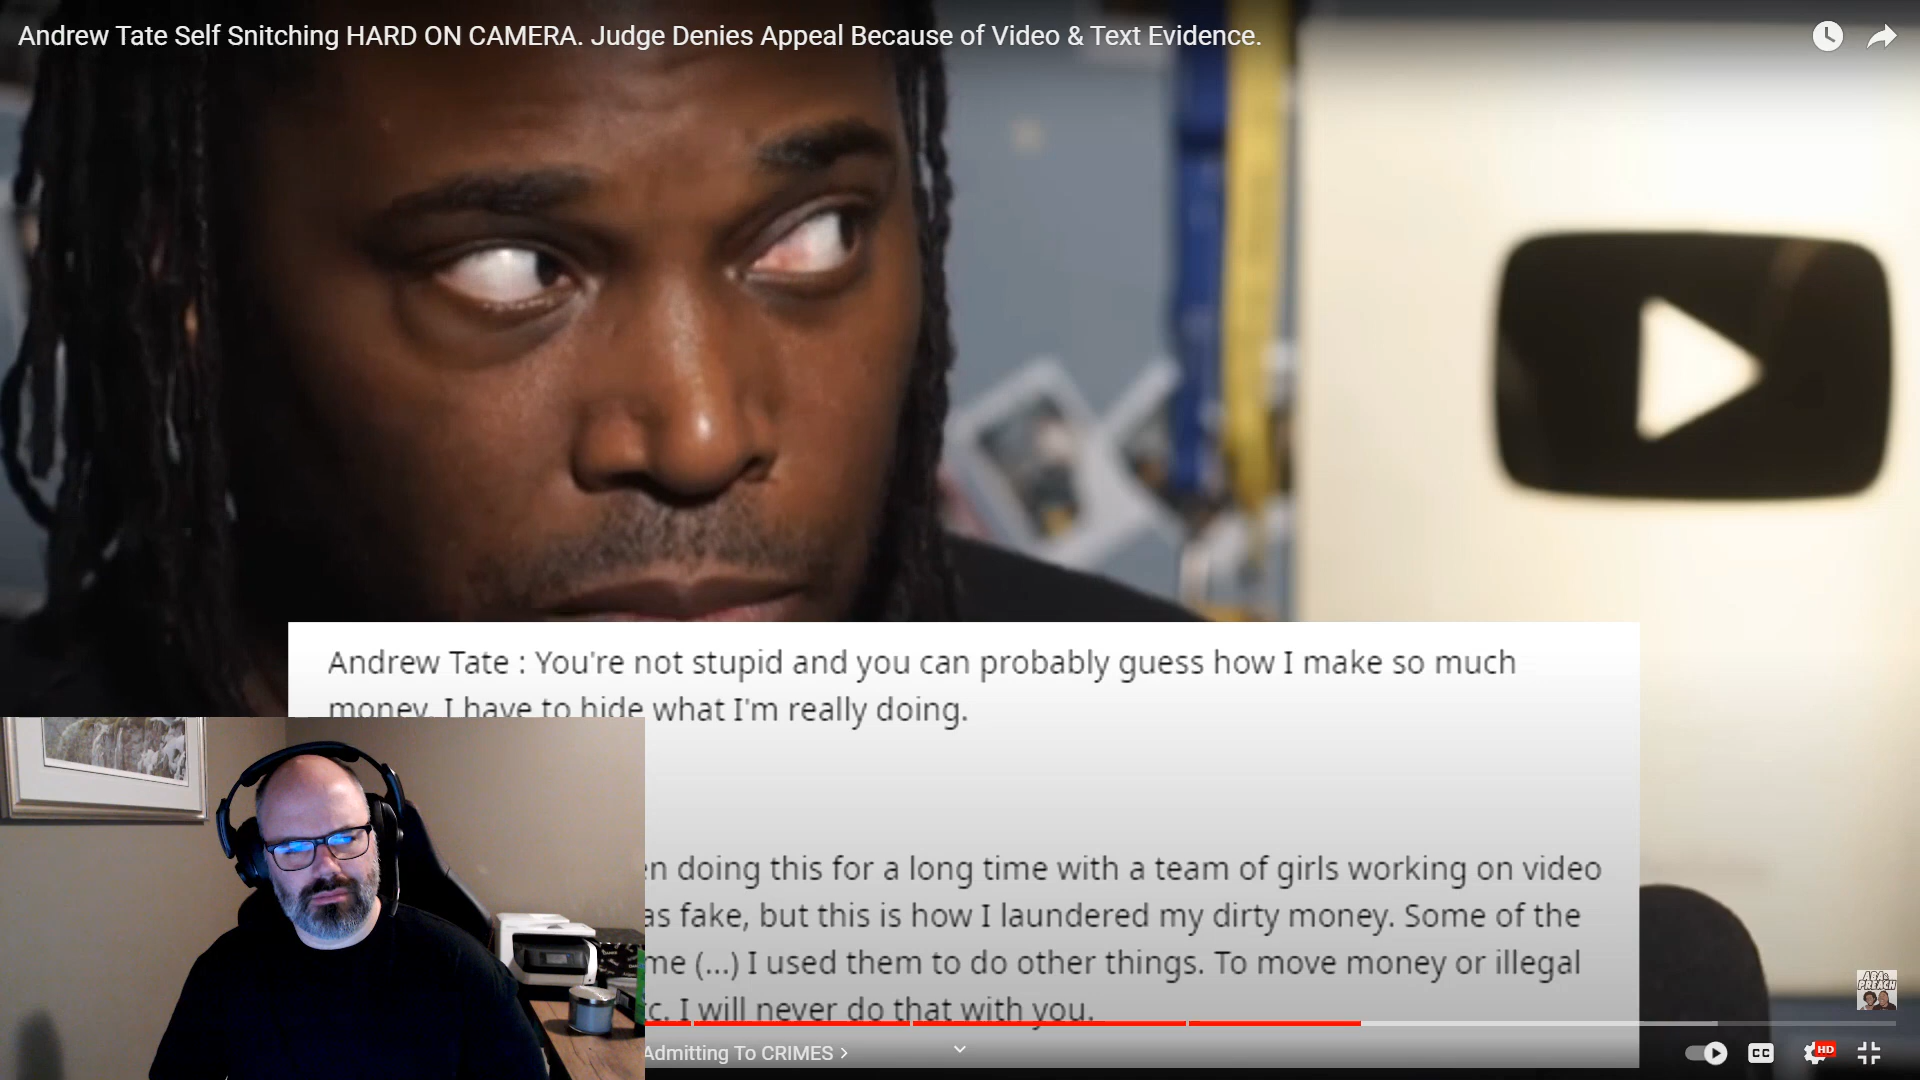 Andrew Tate Self Snitching HARD ON CAMERA. Judge Denies Appeal Because of Video & Text Evidence.
Andrew Tate : You're not stupid and you can probably guess how I make so much
money. I have to hide what I'm really doing.
doing this for a long time with a team of girls working on video
as fake, but this is how I laundered my dirty money. Some of the
me (...) I used them to do other things. To move money or illegal
I will never do that with you.
Admitting To CRIMES >
CC
HD
ABA&
PREACH